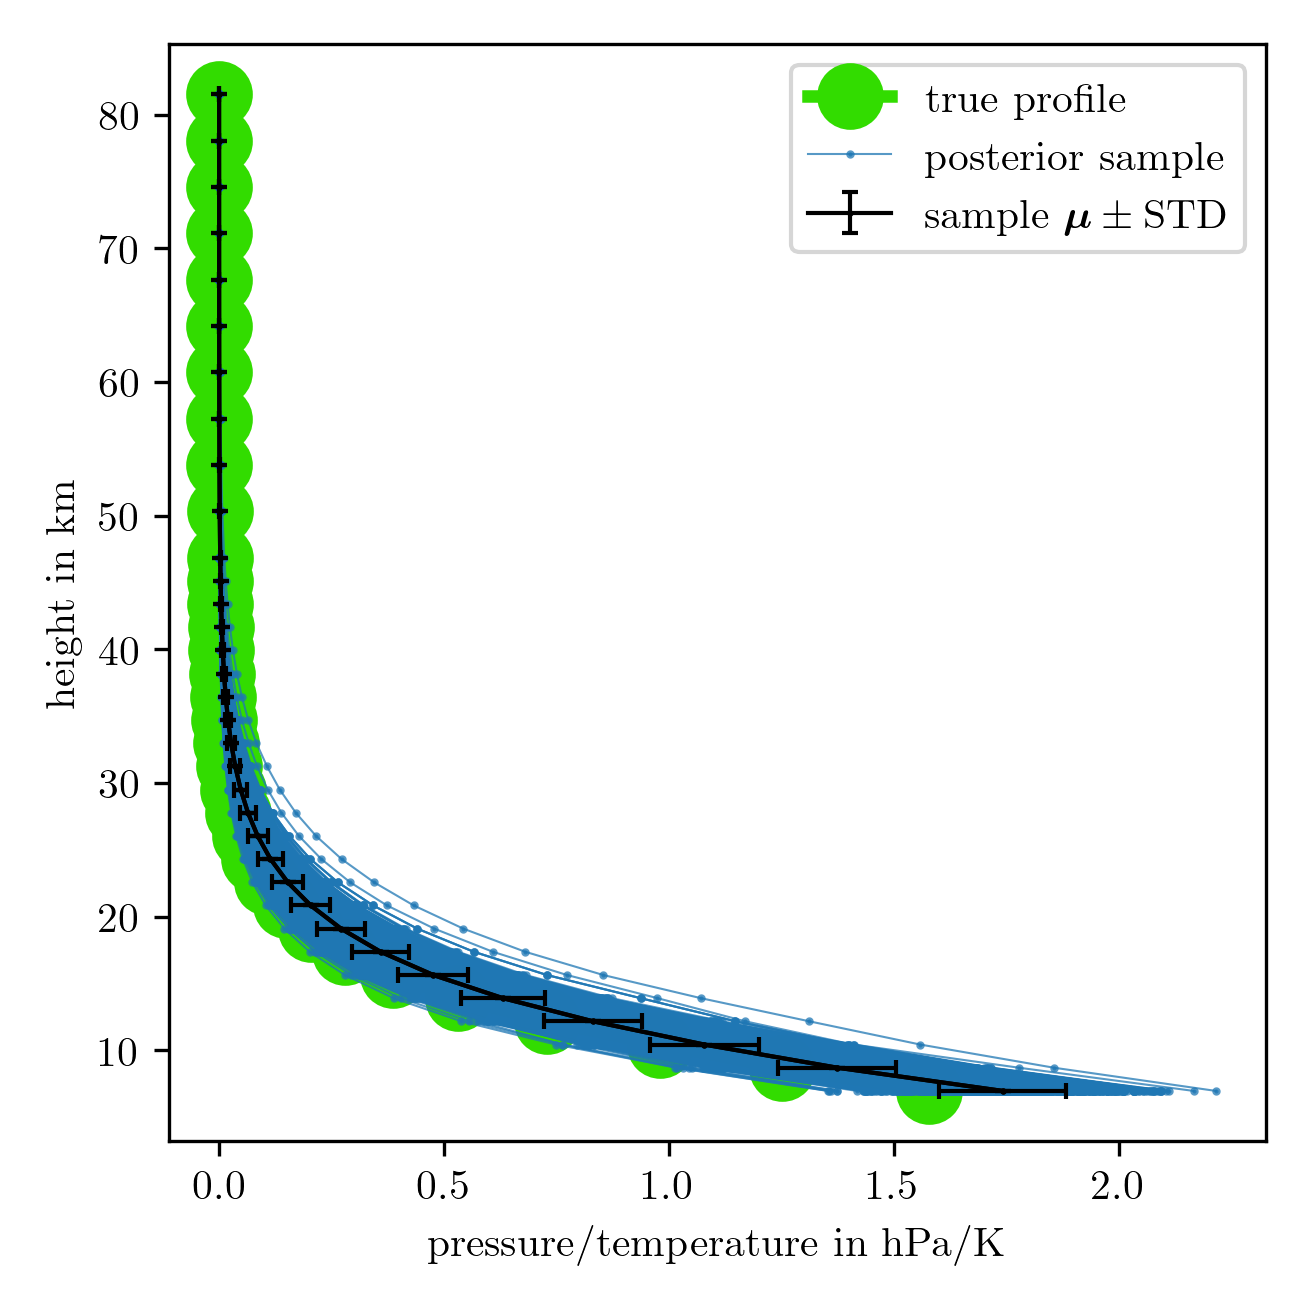 true profile
posterior sample
sample μ ± STD
80
70
60
50
40
30
20
10
height in km
0.0 0.5 1.0 1.5 2.0
pressure/temperature in hPa/K